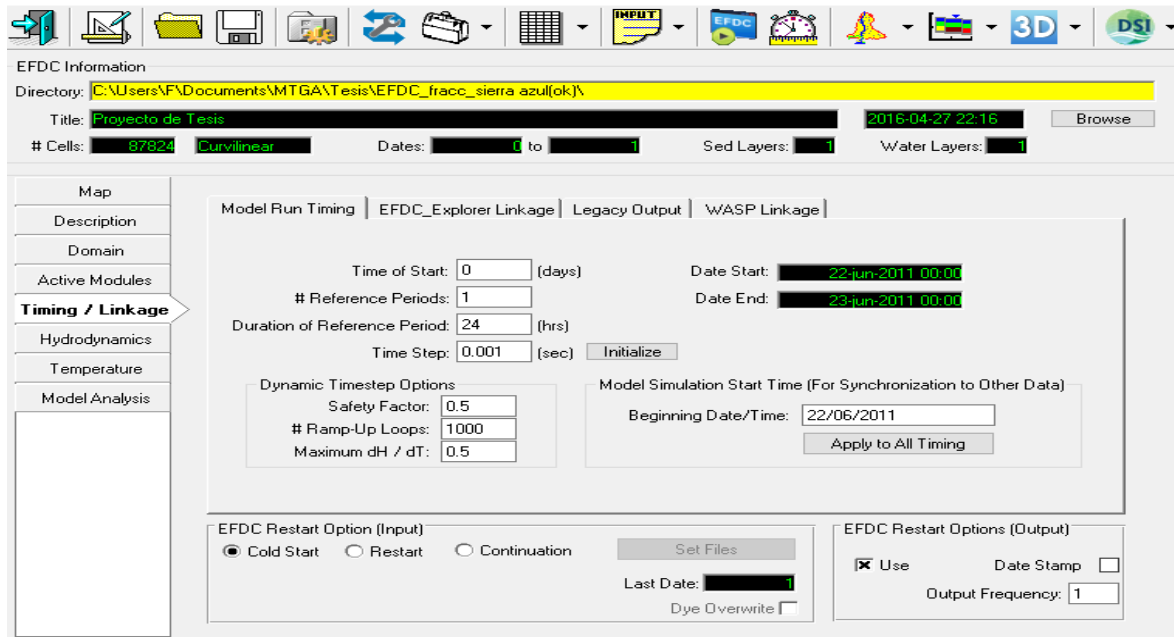 INPUT EFDC 3D DSI
EFDC Information
Directory: C:\Users\F\Documents\MTGA\Tesis\EFDC_fracc_sierra azul(ok)\
Title: Proyecto de Tesis 2016-04-27 22:16 Browse
# Cells: 87824 Curvilinear Dates: 0 to 1 Sed Layers: 1 Water Layers: 1
Map
Description
Domain
Active Modules
Timing / Linkage
Hydrodynamics
Temperature
Model Analysis
Model Run Timing EFDC_Explorer Linkage Legacy Output WASP Linkage
Time of Start: 0 (days) Date Start: 22-jun-2011 00:00
# Reference Periods: 1 Date End: 23-jun-2011 00:00
Duration of Reference Period: 24 (hrs)
Time Step: 0.001 (sec) Initialize
Dynamic Timestep Options
Safety Factor: 0.5
# Ramp-Up Loops: 1000
Maximum dH / dT: 0.5
Model Simulation Start Time (For Synchronization to Other Data)
Beginning Date/Time: 22/06/2011
Apply to All Timing
EFDC Restart Option (Input)
Cold Start Restart Continuation Set Files
Last Date: 1
Dye Overwrite
EFDC Restart Options (Output)
Use Date Stamp
Output Frequency: 1